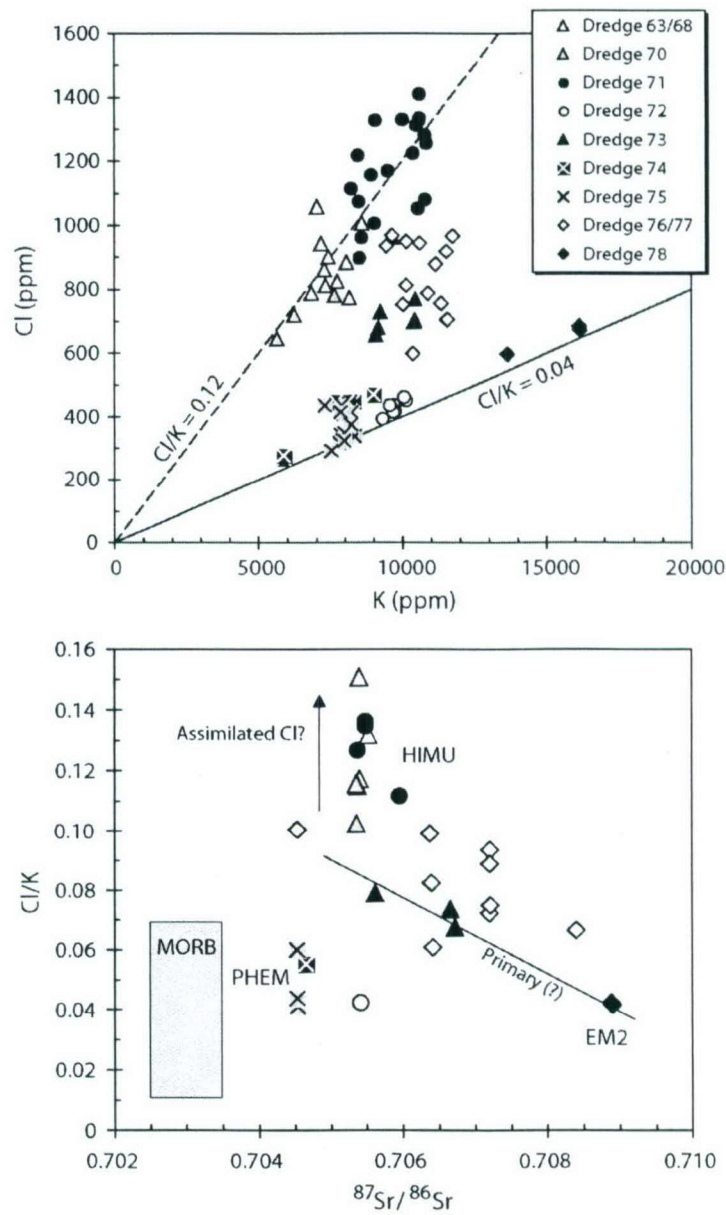 1600
1400
1200
1000
800
600
400
200
0
Cl (ppm)
0
5000
10000
15000
20000
K (ppm)
Cl/K = 0.12
Cl/K = 0.04
Dredge 63/68
Dredge 70
Dredge 71
Dredge 72
Dredge 73
Dredge 74
Dredge 75
Dredge 76/77
Dredge 78
0.16
0.14
0.12
0.10
0.08
0.06
0.04
0.02
0
Cl/K
Assimilated Cl?
HIMU
MORB
PHEM
Primary (?)
EM2
0.702
0.704
0.706
0.708
0.710
⁸⁷Sr/⁸⁶Sr